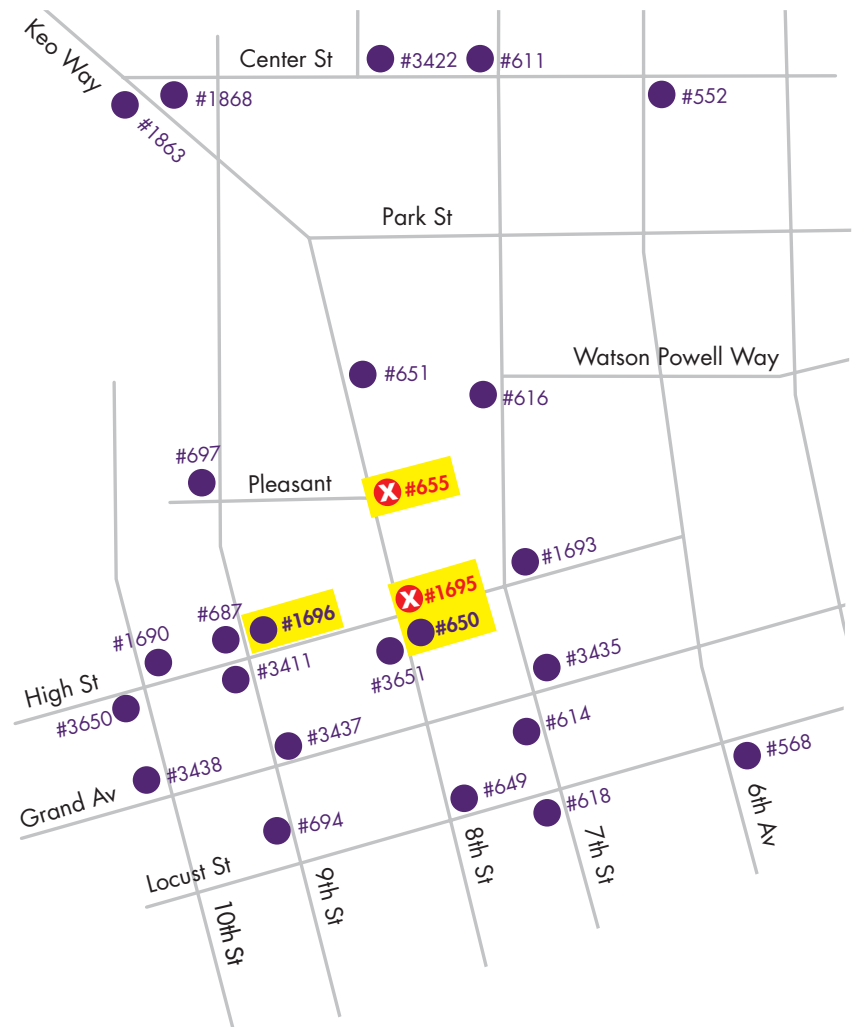 Keo Way
Center St
#3422
#611
#1868
#552
#1863
Park St
Watson Powell Way
#651
#616
#697
Pleasant
X #655
#1693
X #1695
#687
#1696
#650
#1690
#3435
#3411
#3651
High St
#3650
#614
#3437
#568
#3438
#649
Grand Av
#618
#694
6th Av
Locust St
8th St
7th St
9th St
10th St